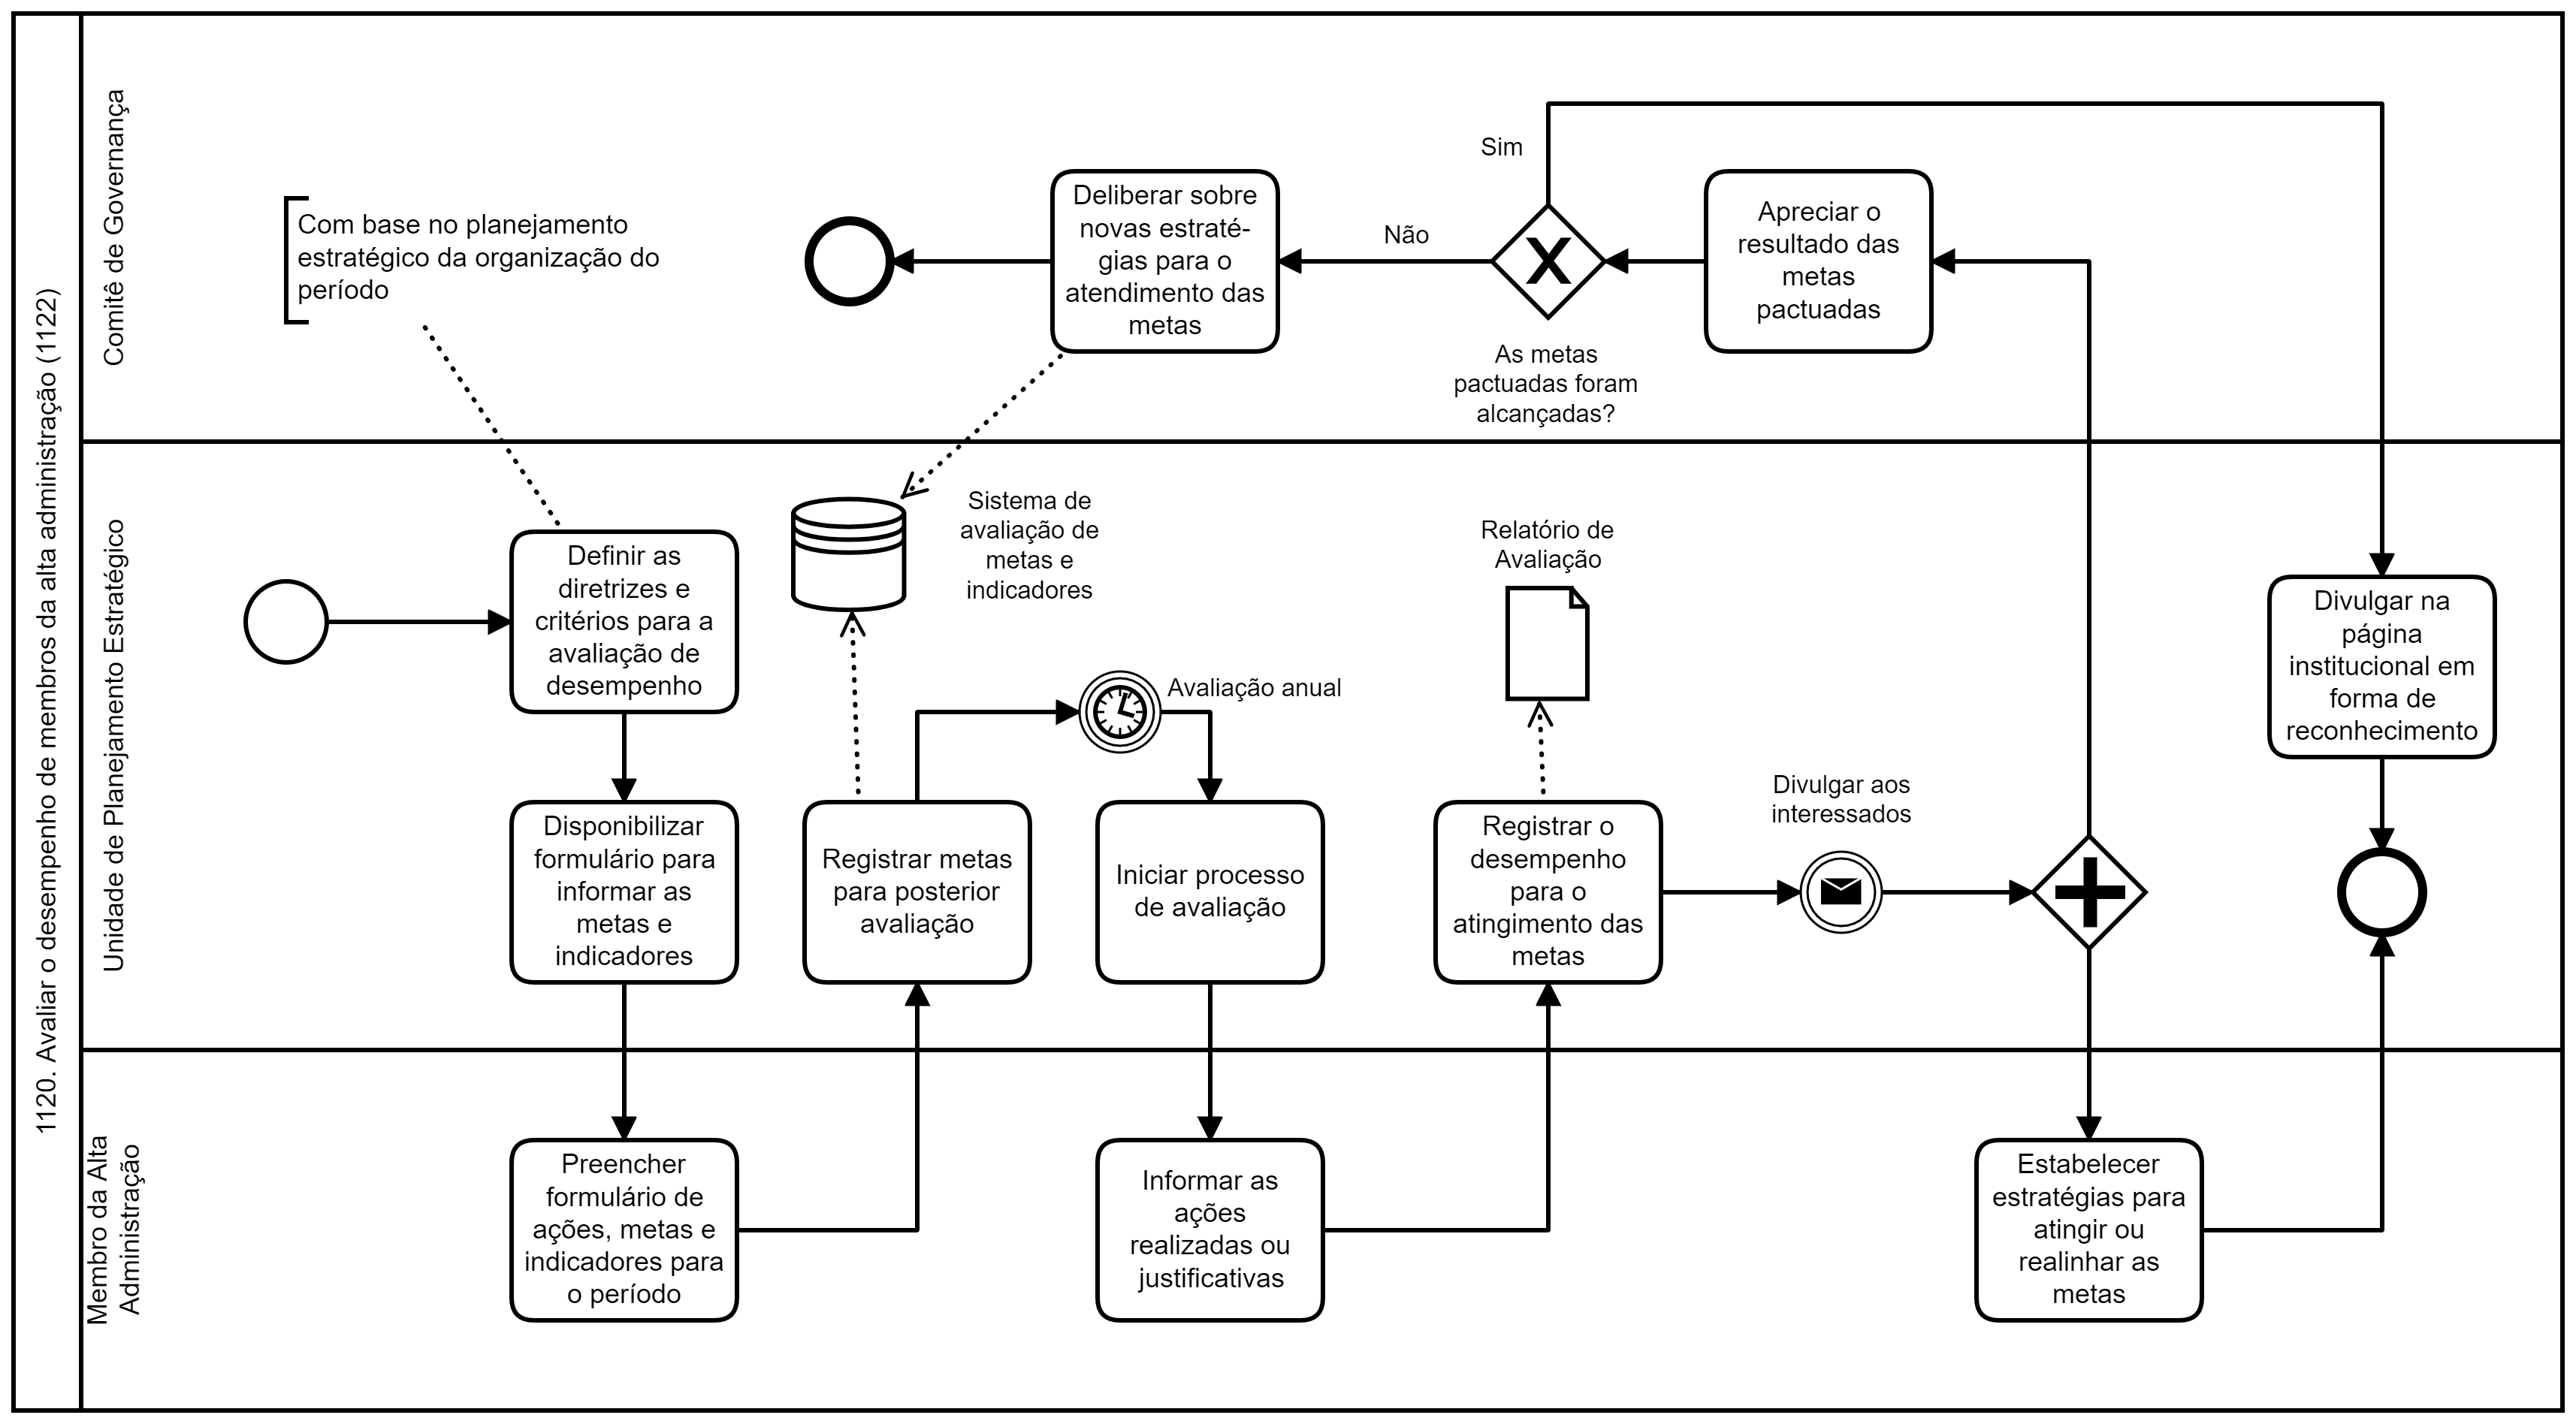 1120. Avaliar o desempenho de membros da alta administração (1122)
Comitê de Governança
Com base no planejamento
estratégico da organização do
período
Deliberar sobre
novas estraté-
gias para o
atendimento das
metas
Não
Sim
As metas
pactuadas foram
alcançadas?
Apreciar o
resultado das
metas
pactuadas
Unidade de Planejamento Estratégico
Definir as
diretrizes e
critérios para a
avaliação de
desempenho
Sistema de
avaliação de
metas e
indicadores
Relatório de
Avaliação
Divulgar na
página
institucional em
forma de
reconhecimento
Avaliação anual
Disponibilizar
formulário para
informar as
metas e
indicadores
Registrar metas
para posterior
avaliação
Iniciar processo
de avaliação
Registrar o
desempenho
para o
atingimento das
metas
Divulgar aos
interessados
Membro da Alta
Administração
Preencher
formulário de
ações, metas e
indicadores para
o período
Informar as
ações
realizadas ou
justificativas
Estabelecer
estratégias para
atingir ou
realinhar as
metas